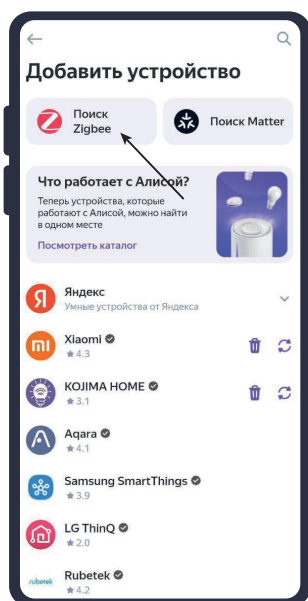 Добавить устройство
Поиск
Zigbee
Поиск Matter
Что работает с Алисой?
Теперь устройства, которые
работают с Алисой, можно найти
в одном месте
Посмотреть каталог
Я
Яндекс
Умные устройства от Яндекса
mi
Xiaomi
4.3
KOJIMA HOME
3.1
Aqara
4.1
Samsung SmartThings
3.9
LG ThinQ
2.0
rubetek
Rubetek
4.2